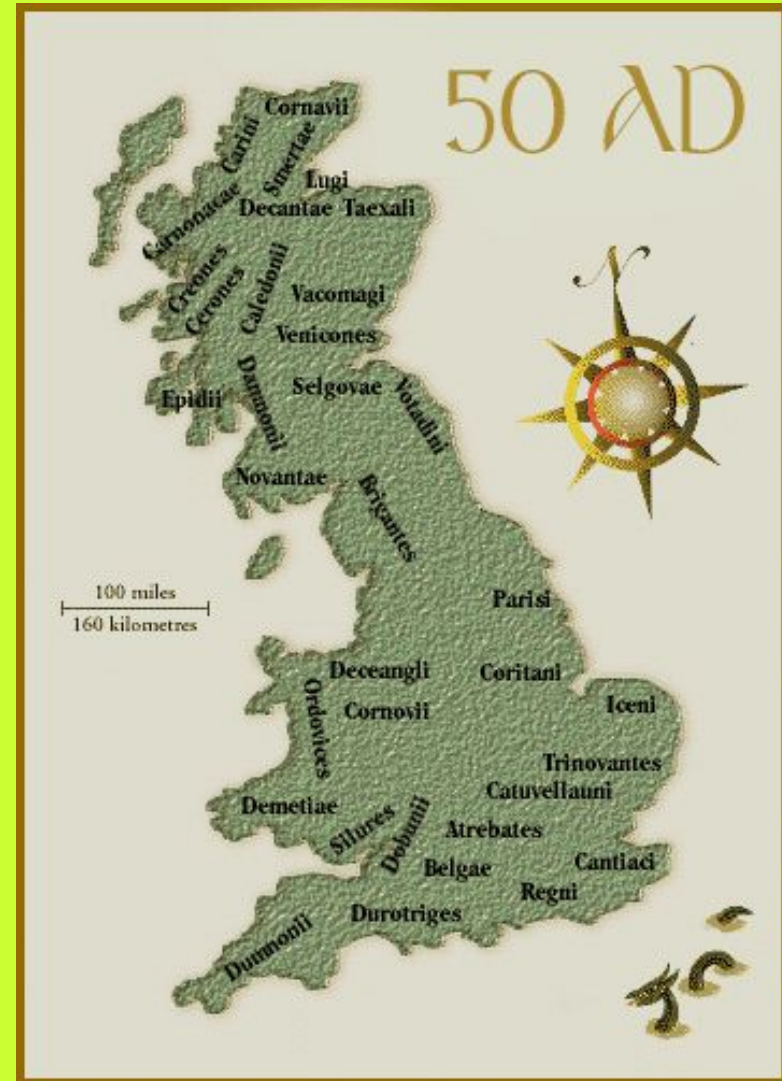 50 AD
Cornavii
Carini
Smertae
Lugi
Decantae Taexali
Carnonacae
N
Creones
Cerones
Caledonii
Vacomagi
Venicones
Epidii
Damnonii
Selgovae
Votadini
Novantae
Brigantes
100 miles
160 kilometres
Parisi
Deceangli
Coritani
Ordovices
Cornovii
Iceni
Trinovantes
Catuvellauni
Demetiae
Silures
Dobunii
Atrebates
Belgae
Cantiaci
Regni
Durotriges
Dumnonii